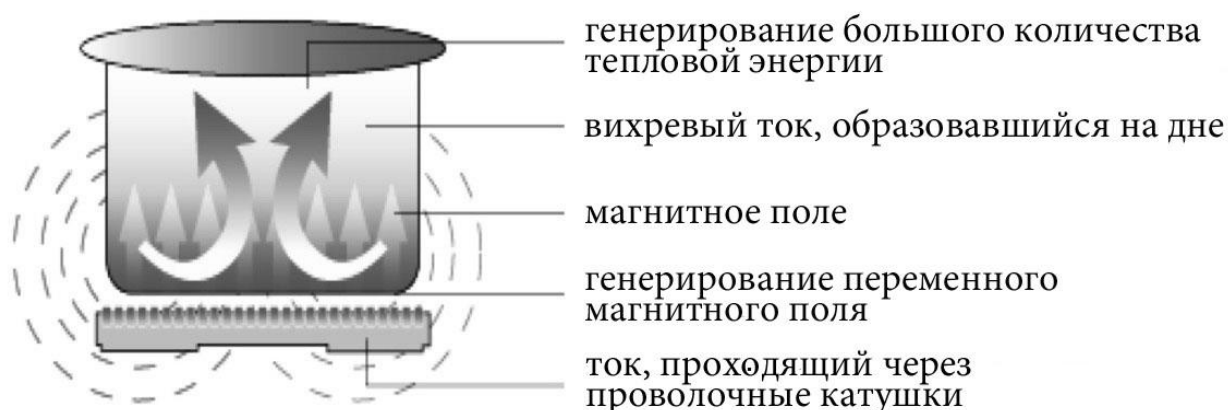 генерирование большого количества
тепловой энергии
вихревый ток, образовавшийся на дне
магнитное поле
генерирование переменного
магнитного поля
ток, проходящий через
проволочные катушки